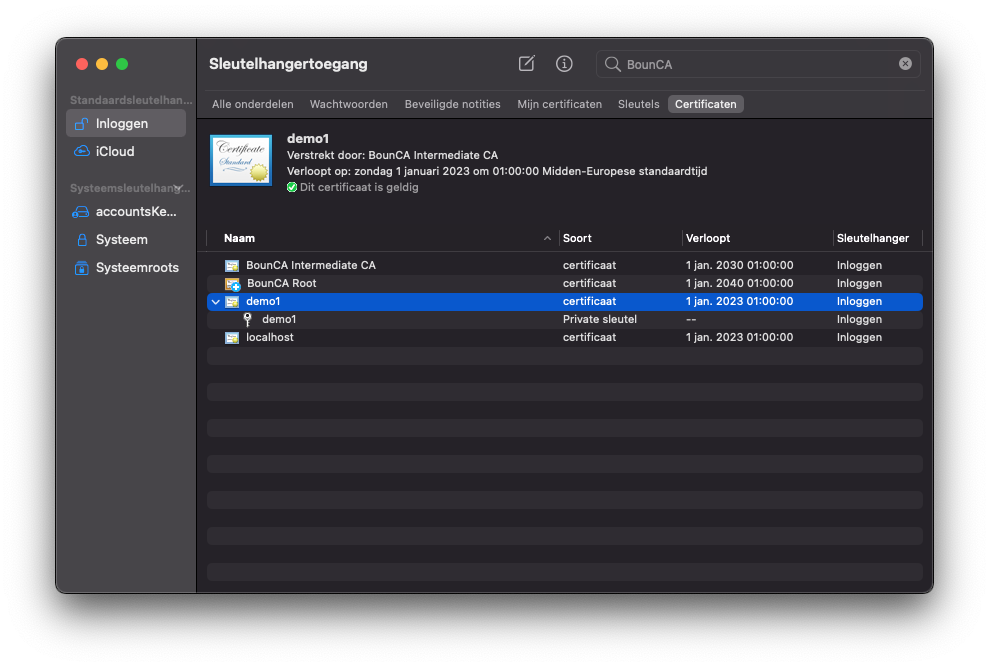 Sleutelhangertoegang
BounCA
Standaardsleutelhan...
Inloggen
iCloud
Systeemsleutelhang...
accountsKe...
Systeem
Systeemroots
Alle onderdelen Wachtwoorden Beveiligde notities Mijn certificaten Sleutels Certificaten
Certificate
Standard
demo1
Verstrekt door: BounCA Intermediate CA
Verloopt op: zondag 1 januari 2023 om 01:00:00 Midden-Europese standaardtijd
Dit certificaat is geldig
Naam Soort Verloopt Sleutelhanger
BounCA Intermediate CA certificaat 1 jan. 2030 01:00:00 Inloggen
BounCA Root certificaat 1 jan. 2040 01:00:00 Inloggen
demo1 certificaat 1 jan. 2023 01:00:00 Inloggen
demo1 Private sleutel -- Inloggen
localhost certificaat 1 jan. 2023 01:00:00 Inloggen